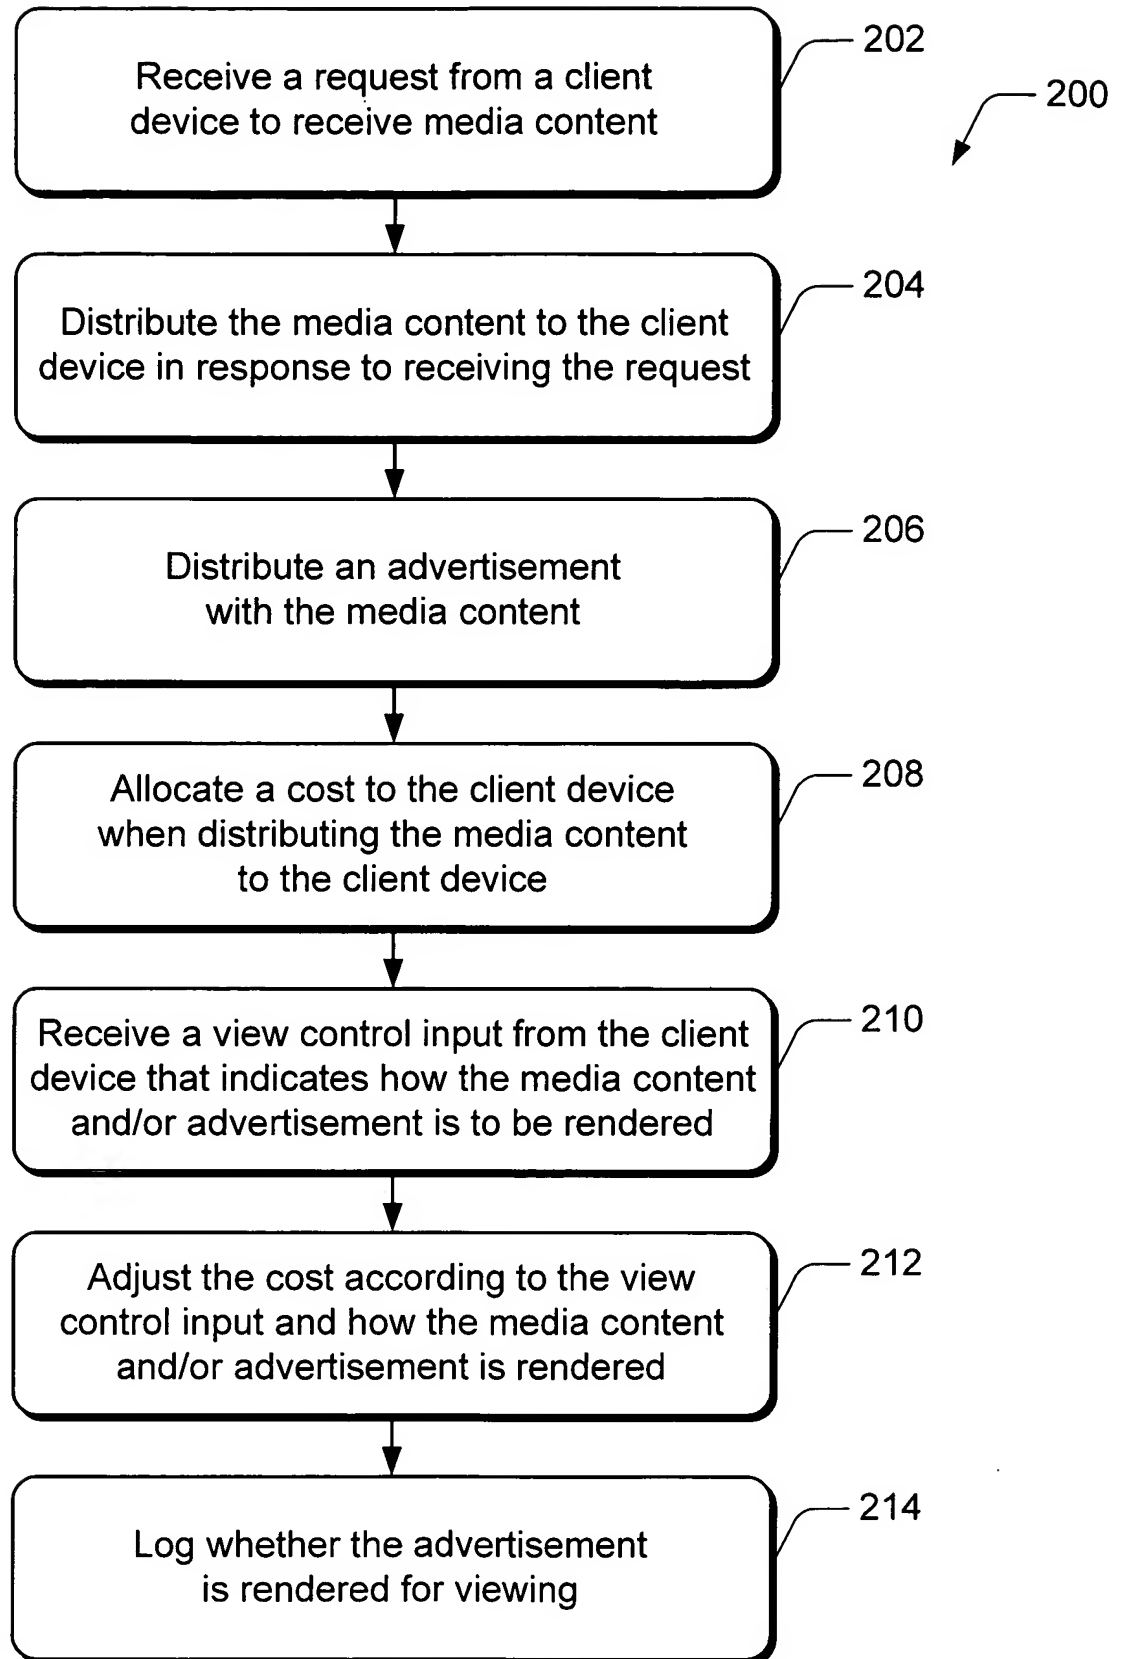 202
200
Receive a request from a client
device to receive media content
204
Distribute the media content to the client
device in response to receiving the request
206
Distribute an advertisement
with the media content
208
Allocate a cost to the client device
when distributing the media content
to the client device
210
Receive a view control input from the client
device that indicates how the media content
and/or advertisement is to be rendered
212
Adjust the cost according to the view
control input and how the media content
and/or advertisement is rendered
214
Log whether the advertisement
is rendered for viewing